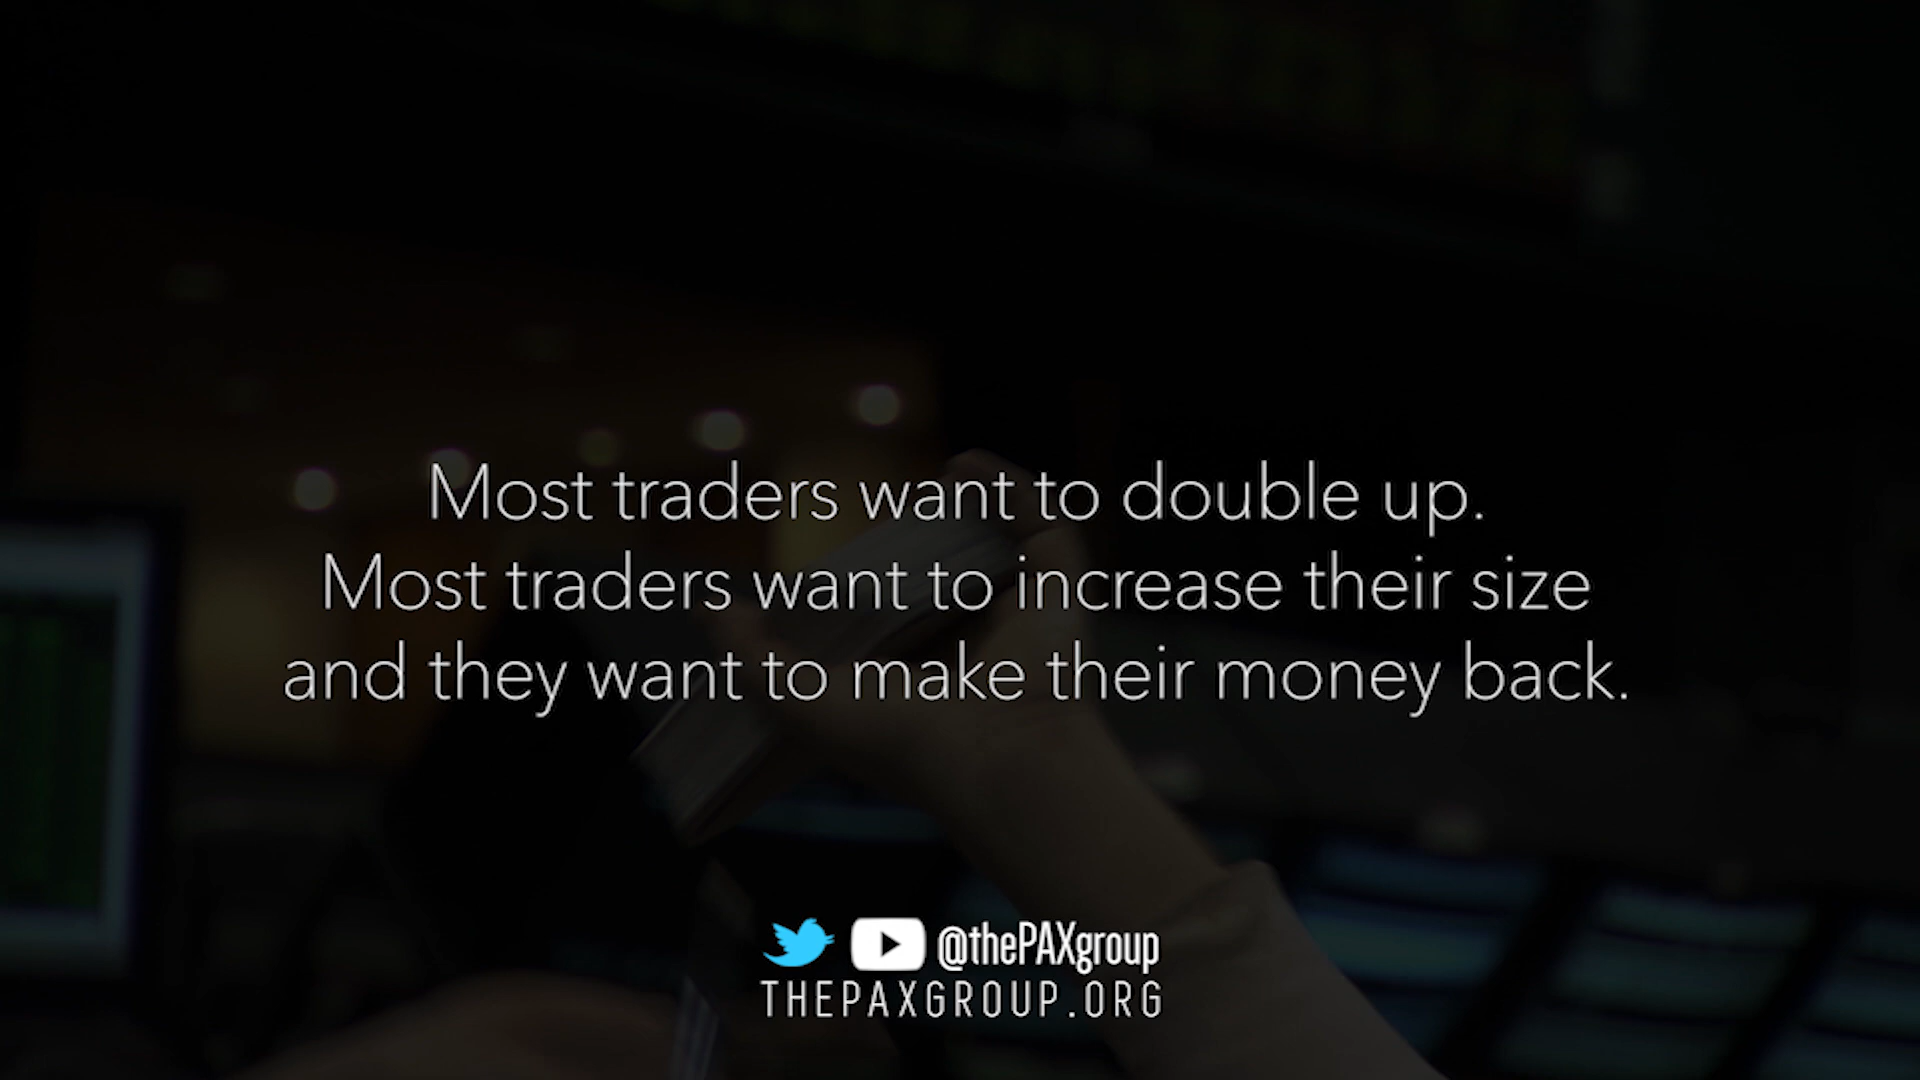 Most traders want to double up.
Most traders want to increase their size
and they want to make their money back.
@thePAXgroup
THEPAXGROUP.ORG